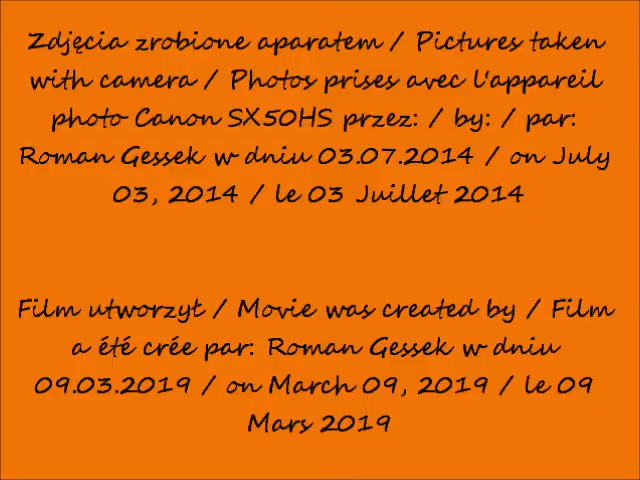 Zdjęcia zrobione aparatem / Pictures taken
with camera / Photos prises avec l'appareil
photo Canon SX50HS przez: / by: / par:
Roman Gessek w dniu 03.07.2014 / on July
03, 2014 / le 03 Juillet 2014
Film utworzył / Movie was created by / Film
a été crée par: Roman Gessek w dniu
09.03.2019 / on March 09, 2019 / le 09
Mars 2019